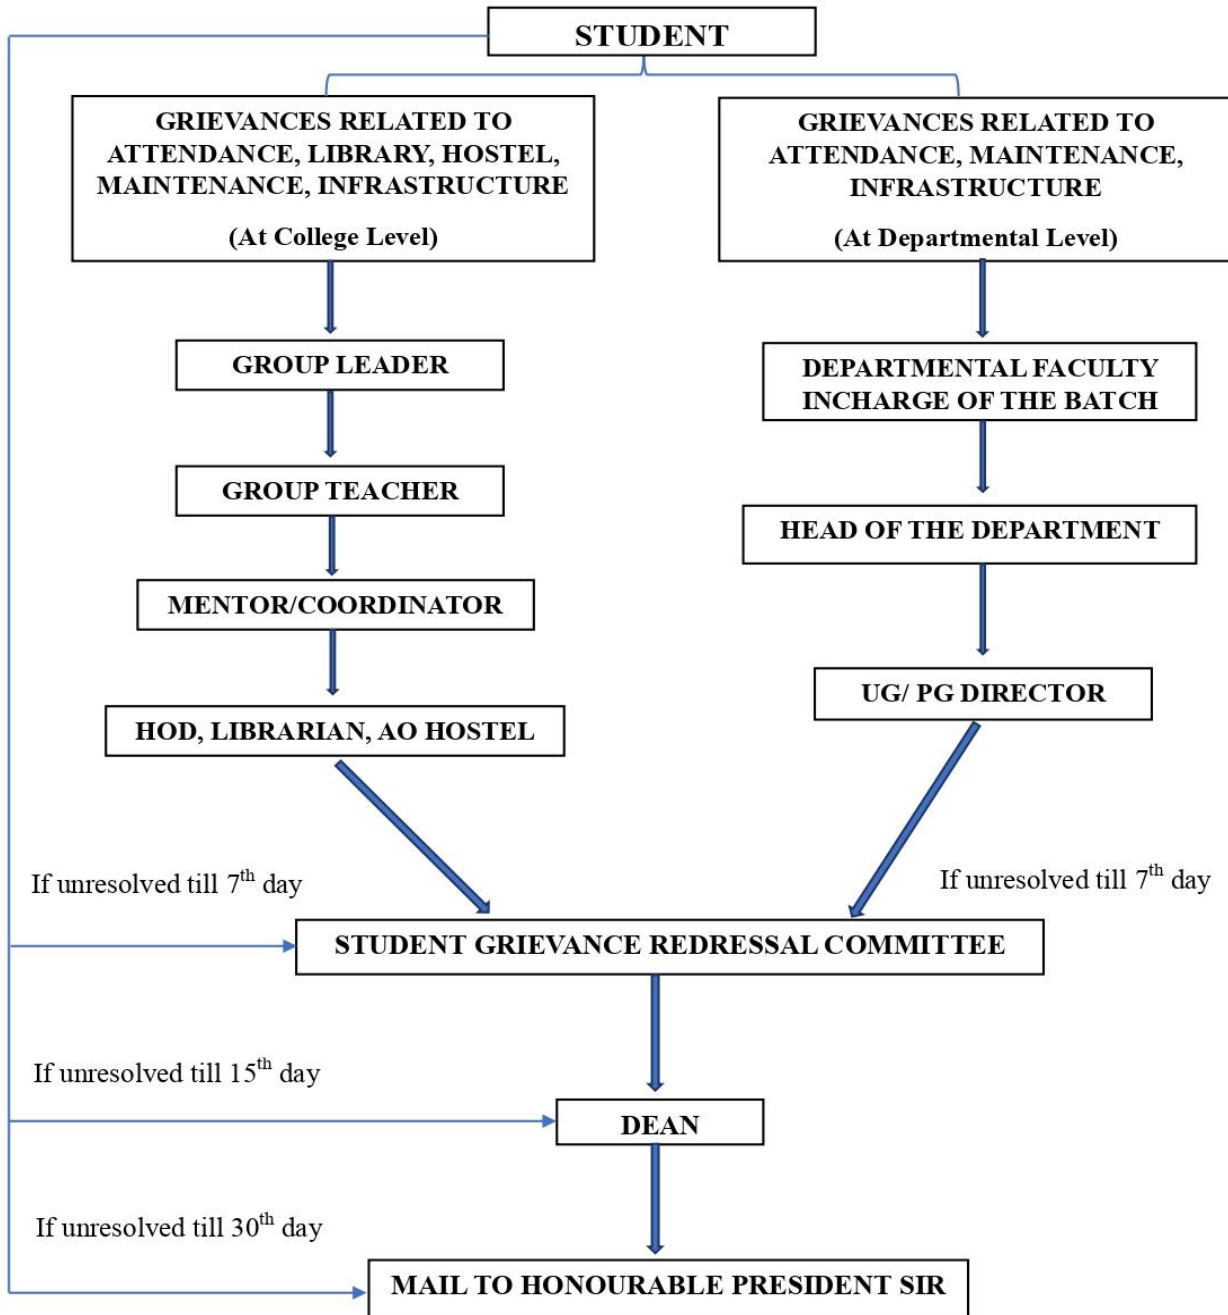 STUDENT
GRIEVANCES RELATED TO
ATTENDANCE, LIBRARY, HOSTEL,
MAINTENANCE, INFRASTRUCTURE
(At College Level)
GRIEVANCES RELATED TO
ATTENDANCE, MAINTENANCE,
INFRASTRUCTURE
(At Departmental Level)
GROUP LEADER
DEPARTMENTAL FACULTY
INCHARGE OF THE BATCH
GROUP TEACHER
HEAD OF THE DEPARTMENT
MENTOR/COORDINATOR
UG/ PG DIRECTOR
HOD, LIBRARIAN, AO HOSTEL
If unresolved till 7th day
If unresolved till 7th day
STUDENT GRIEVANCE REDRESSAL COMMITTEE
If unresolved till 15th day
DEAN
If unresolved till 30th day
MAIL TO HONOURABLE PRESIDENT SIR